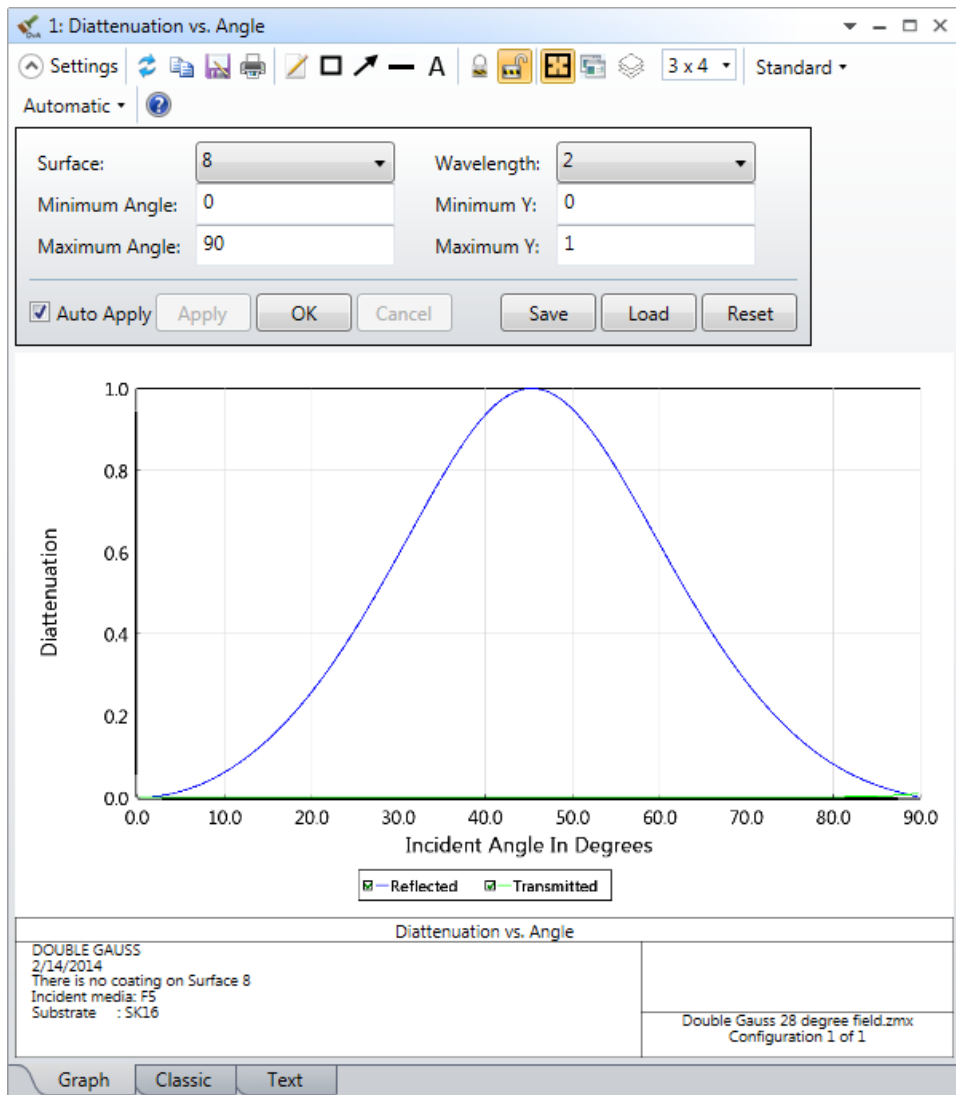 1: Diattenuation vs. Angle
Settings A 3 x 4 Standard
Automatic
Surface: 8 Wavelength: 2
Minimum Angle: 0 Minimum Y: 0
Maximum Angle: 90 Maximum Y: 1
Auto Apply Apply OK Cancel Save Load Reset
1.0
0.8
0.6
0.4
0.2
0.0
Diattenuation
0.0 10.0 20.0 30.0 40.0 50.0 60.0 70.0 80.0 90.0
Incident Angle In Degrees
Reflected Transmitted
Diattenuation vs. Angle
DOUBLE GAUSS
2/14/2014
There is no coating on Surface 8
Incident media: F5
Substrate : SK16
Double Gauss 28 degree field.zmx
Configuration 1 of 1
Graph Classic Text